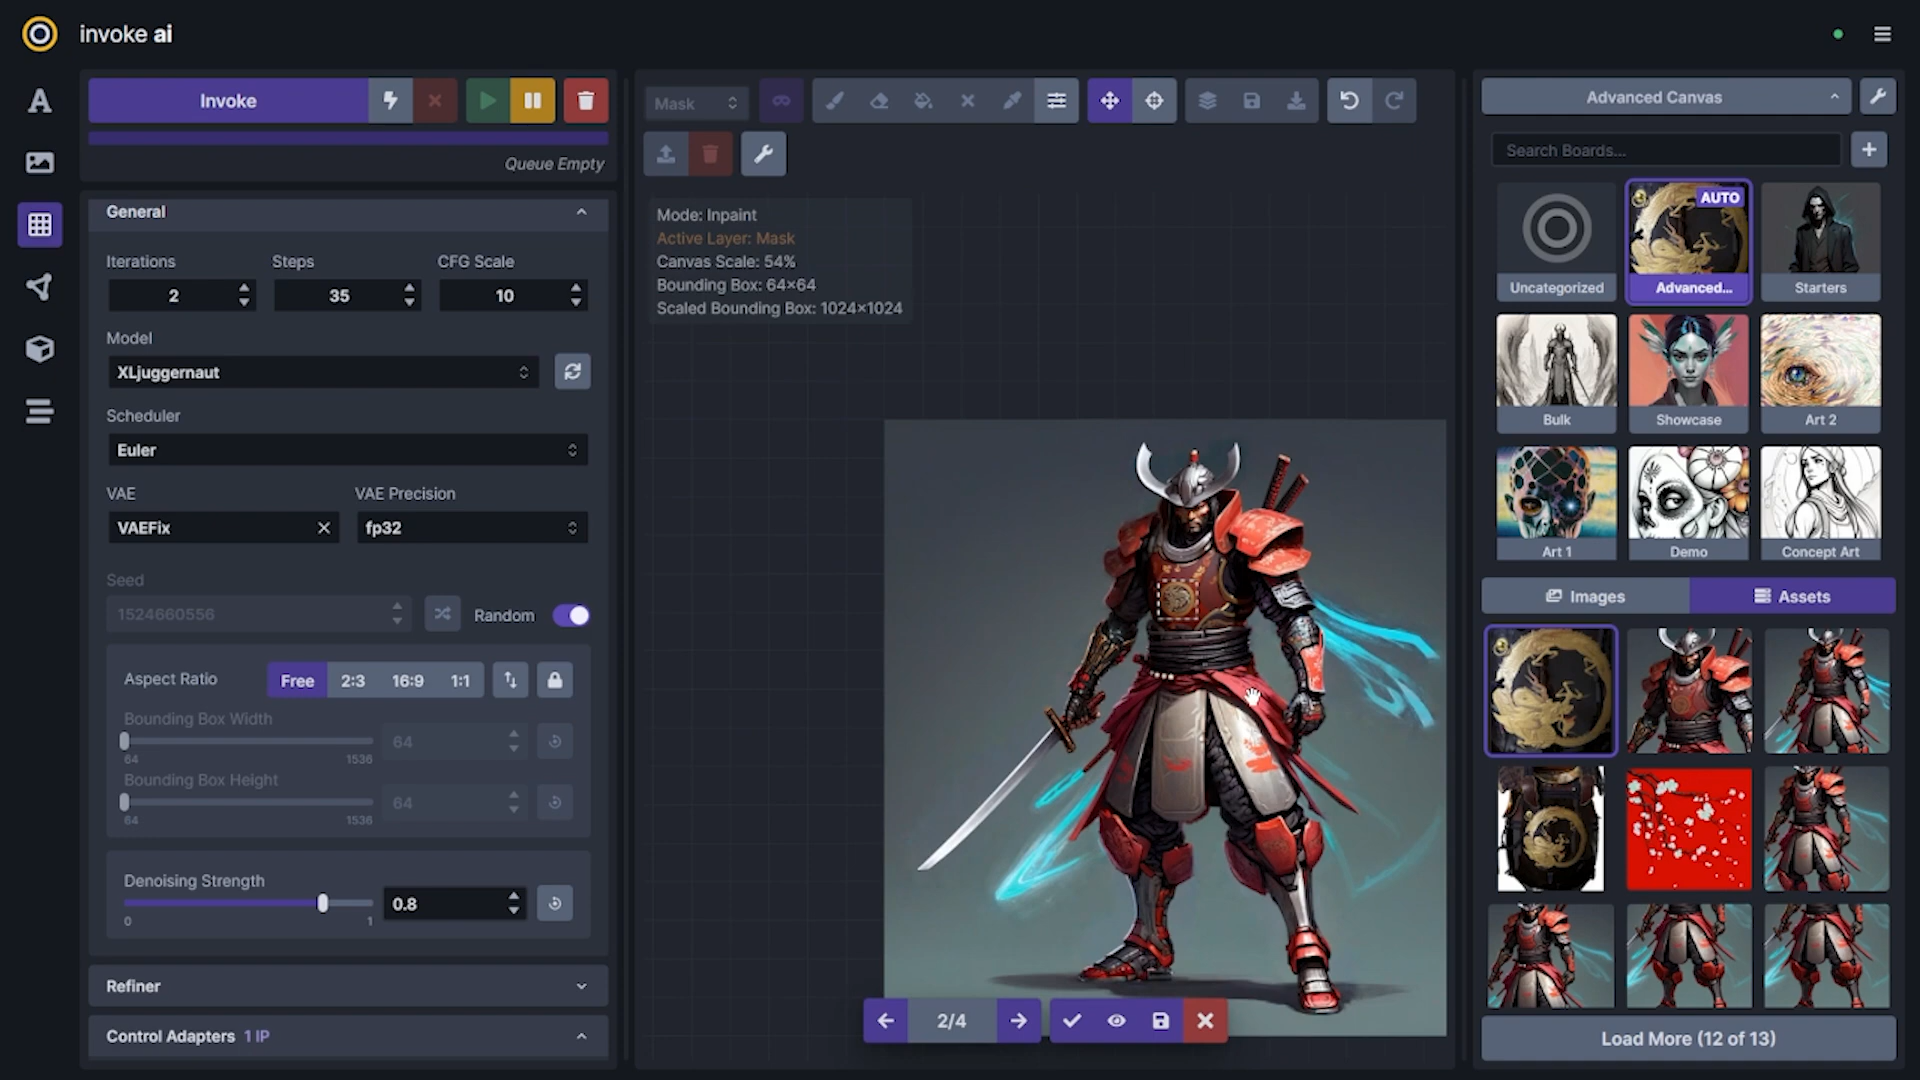 invoke ai
Invoke
Queue Empty
General
Iterations
Steps
CFG Scale
2
35
10
Model
XLjuggernaut
Scheduler
Euler
VAE
VAE Precision
VAEFix
fp32
Seed
1524660556
Random
Aspect Ratio
Free
2:3
16:9
1:1
Bounding Box Width
64
64
1536
Bounding Box Height
64
64
1536
Denoising Strength
0.8
0
1
Refiner
Control Adapters 1 IP
Mask
Mode: Inpaint
Active Layer: Mask
Canvas Scale: 54%
Bounding Box: 64×64
Scaled Bounding Box: 1024×1024
2/4
Advanced Canvas
Search Boards...
AUTO
Uncategorized
Advanced...
Starters
Bulk
Showcase
Art 2
Art 1
Demo
Concept Art
Images
Assets
Load More (12 of 13)